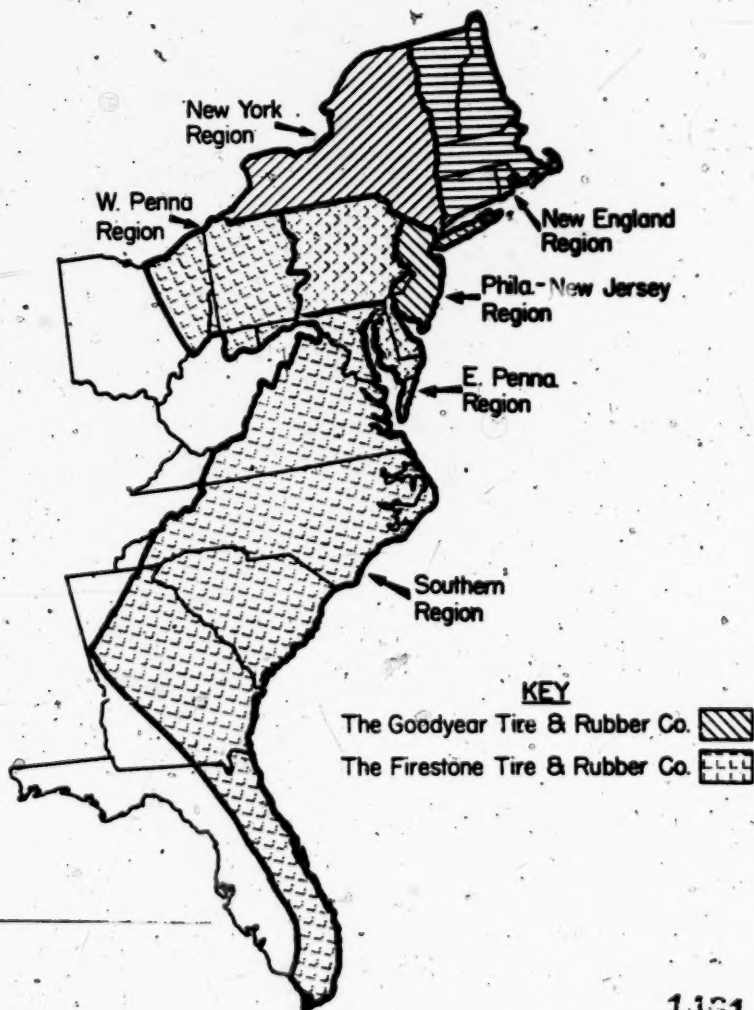 New York
Region
W. Penna
Region
New England
Region
Phila.-New Jersey
Region
E. Penna.
Region
Southern
Region
KEY
The Goodyear Tire & Rubber Co.
The Firestone Tire & Rubber Co.